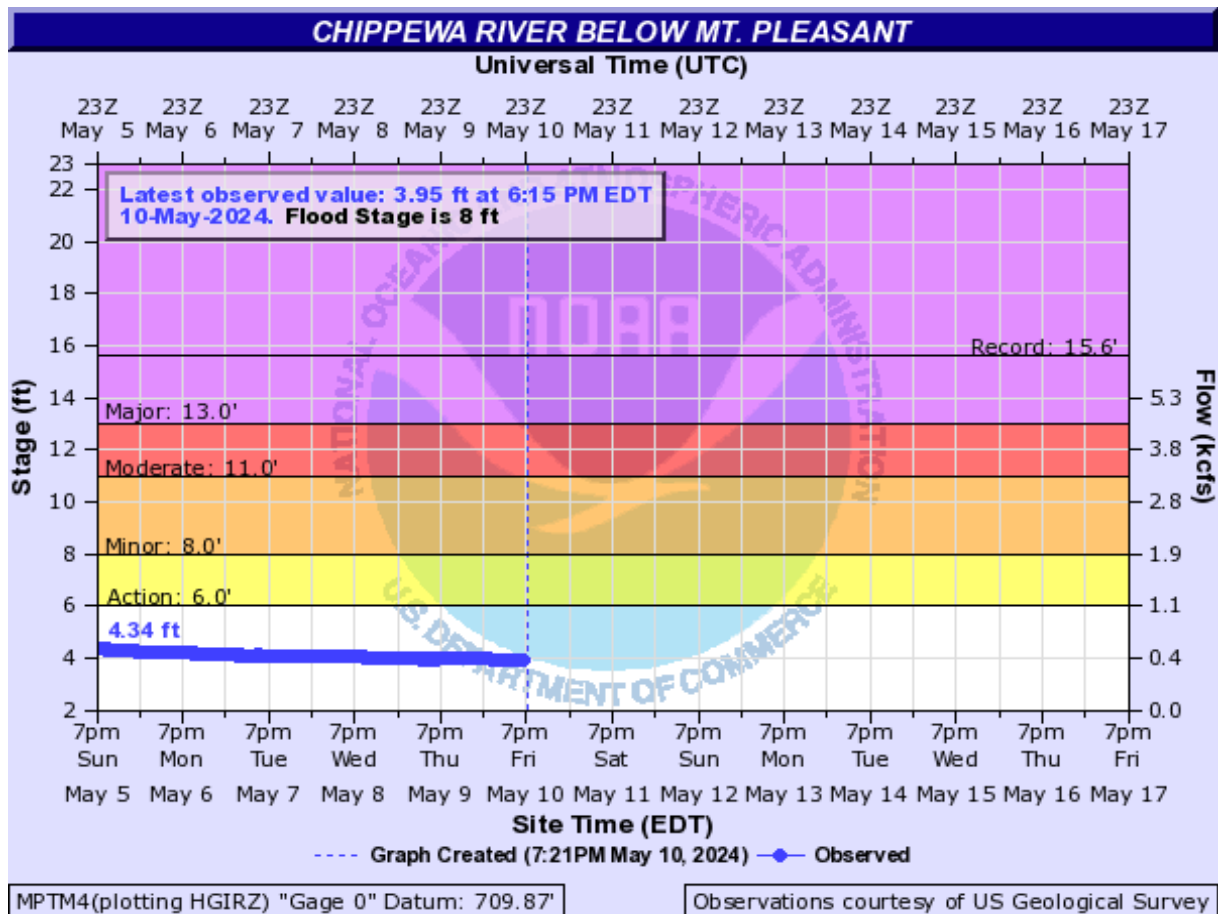 CHIPPEWA RIVER BELOW MT. PLEASANT
Universal Time (UTC)
23Z 23Z 23Z 23Z 23Z 23Z 23Z 23Z 23Z 23Z 23Z 23Z 23Z
May 5 May 6 May 7 May 8 May 9 May 10 May 11 May 12 May 13 May 14 May 15 May 16 May 17
Latest observed value: 3.95 ft at 6:15 PM EDT
10-May-2024. Flood Stage is 8 ft
NATIONAL OCEANIC ATMOSPHERIC ADMINISTRATION
NOAA
U.S. DEPARTMENT OF COMMERCE
Stage (ft)
23
22
20
18
16
14
12
10
8
6
4
2
Record: 15.6'
Major: 13.0'
Moderate: 11.0'
Minor: 8.0'
Action: 6.0'
4.34 ft
Flow (kcfs)
5.3
3.8
2.8
1.9
1.1
0.4
0.0
7pm 7pm 7pm 7pm 7pm 7pm 7pm 7pm 7pm 7pm 7pm 7pm 7pm
Sun Mon Tue Wed Thu Fri Sat Sun Mon Tue Wed Thu Fri
May 5 May 6 May 7 May 8 May 9 May 10 May 11 May 12 May 13 May 14 May 15 May 16 May 17
Site Time (EDT)
Graph Created (7:21PM May 10, 2024) Observed
MPTM4(plotting HGIRZ) "Gage 0" Datum: 709.87'
Observations courtesy of US Geological Survey